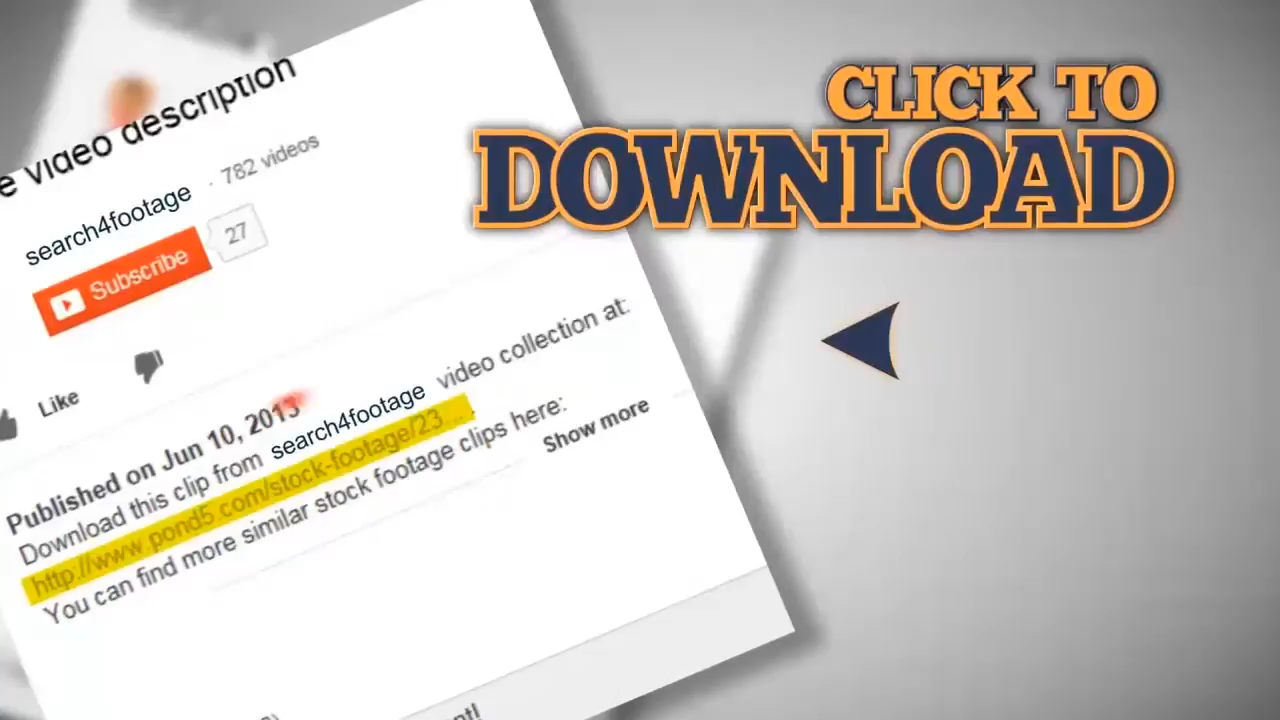 CLICK TO
DOWNLOAD
e video description
search4footage · 782 videos
Subscribe 27
Like
Published on Jun 10, 2013
Download this clip from search4footage video collection at:
http://www.pond5.com/stock-footage/23...
You can find more similar stock footage clips here:
Show more